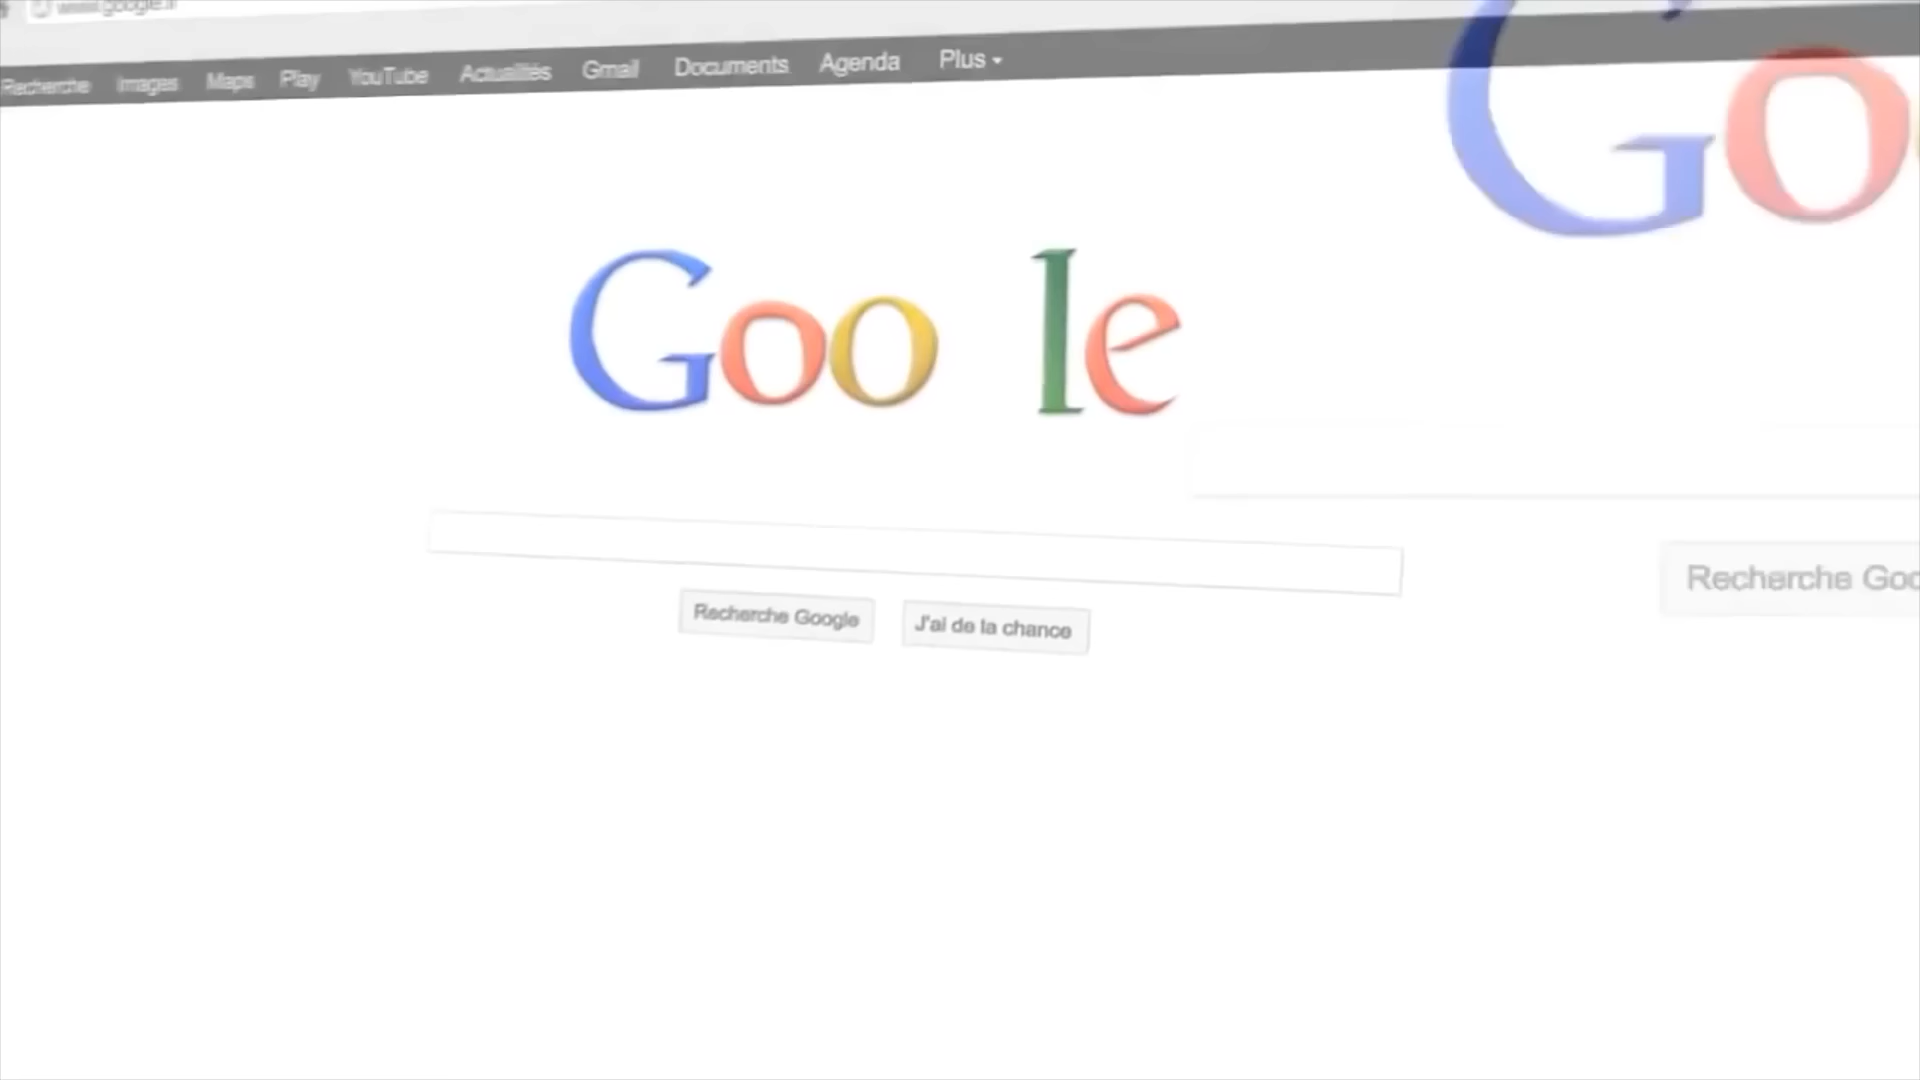 Recherche Images Maps Play YouTube Actualités Gmail Documents Agenda Plus
Go
Goo le
Recherche Google J'ai de la chance
Recherche Goo